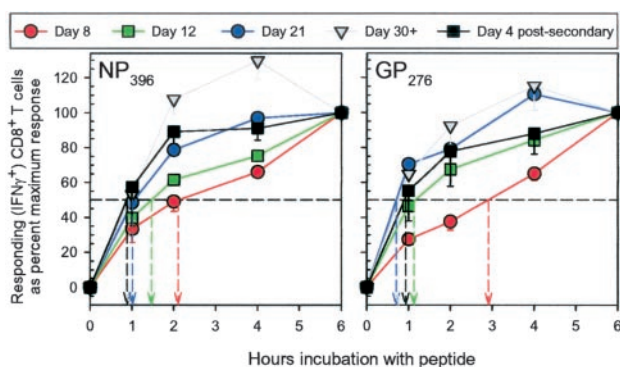 Day 8 Day 12 Day 21 Day 30+ Day 4 post-secondary
NP396 GP276
Responding (IFNγ+) CD8+ T cells
as percent maximum response
120
100
80
60
40
20
0
0 1 2 3 4 5 6 0 1 2 3 4 5 6
Hours incubation with peptide